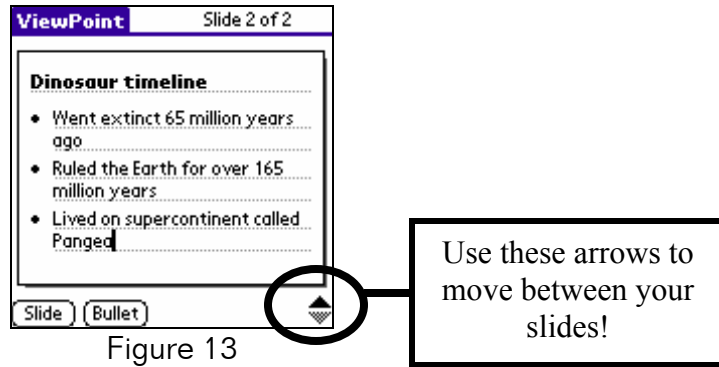 ViewPoint Slide 2 of 2
Dinosaur timeline
• Went extinct 65 million years
ago
• Ruled the Earth for over 165
million years
• Lived on supercontinent called
Pangea
Slide Bullet
Figure 13
Use these arrows to
move between your
slides!